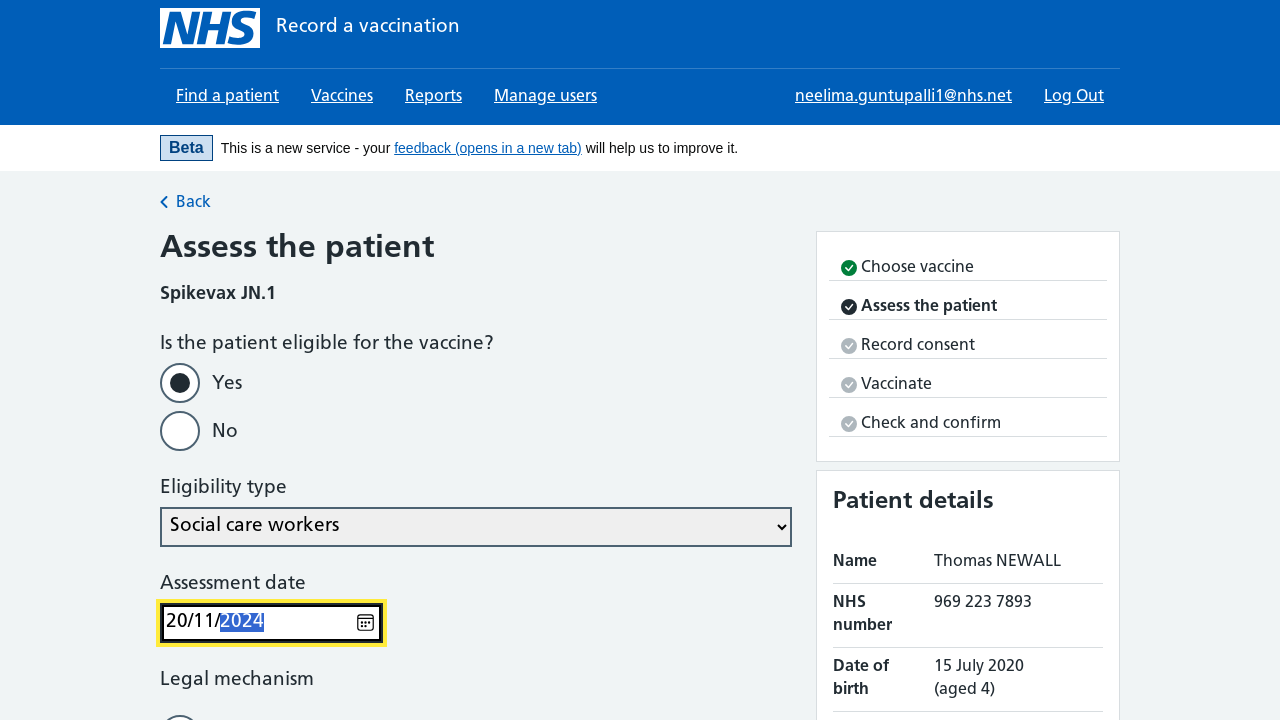 NHS Record a vaccination
Find a patient Vaccines Reports Manage users neelima.guntupalli1@nhs.net Log Out
Beta This is a new service - your feedback (opens in a new tab) will help us to improve it.
Back
Assess the patient
Spikevax JN.1
Is the patient eligible for the vaccine?
Yes
No
Eligibility type
Social care workers
Assessment date
20/11/2024
Legal mechanism
Choose vaccine
Assess the patient
Record consent
Vaccinate
Check and confirm
Patient details
Name Thomas NEWALL
NHS number 969 223 7893
Date of birth 15 July 2020 (aged 4)